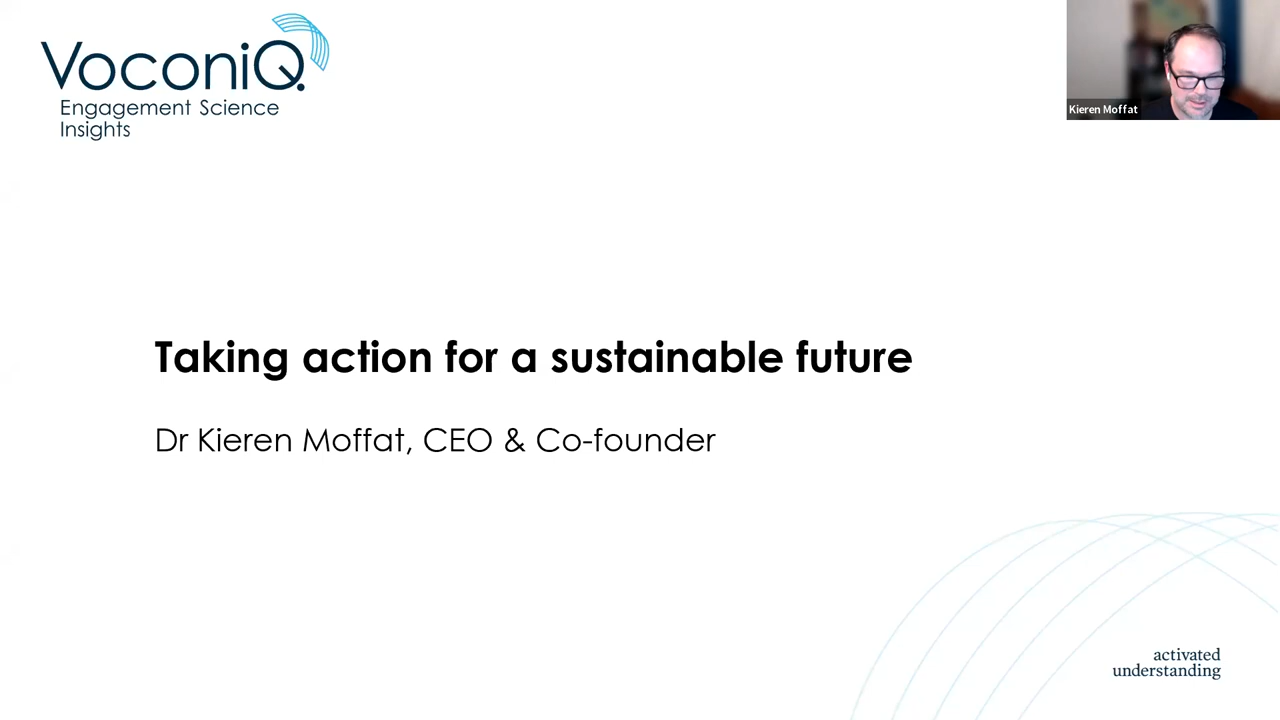 VoconiQ
Engagement Science
Insights
Kieren Moffat
Taking action for a sustainable future
Dr Kieren Moffat, CEO & Co-founder
activated
understanding